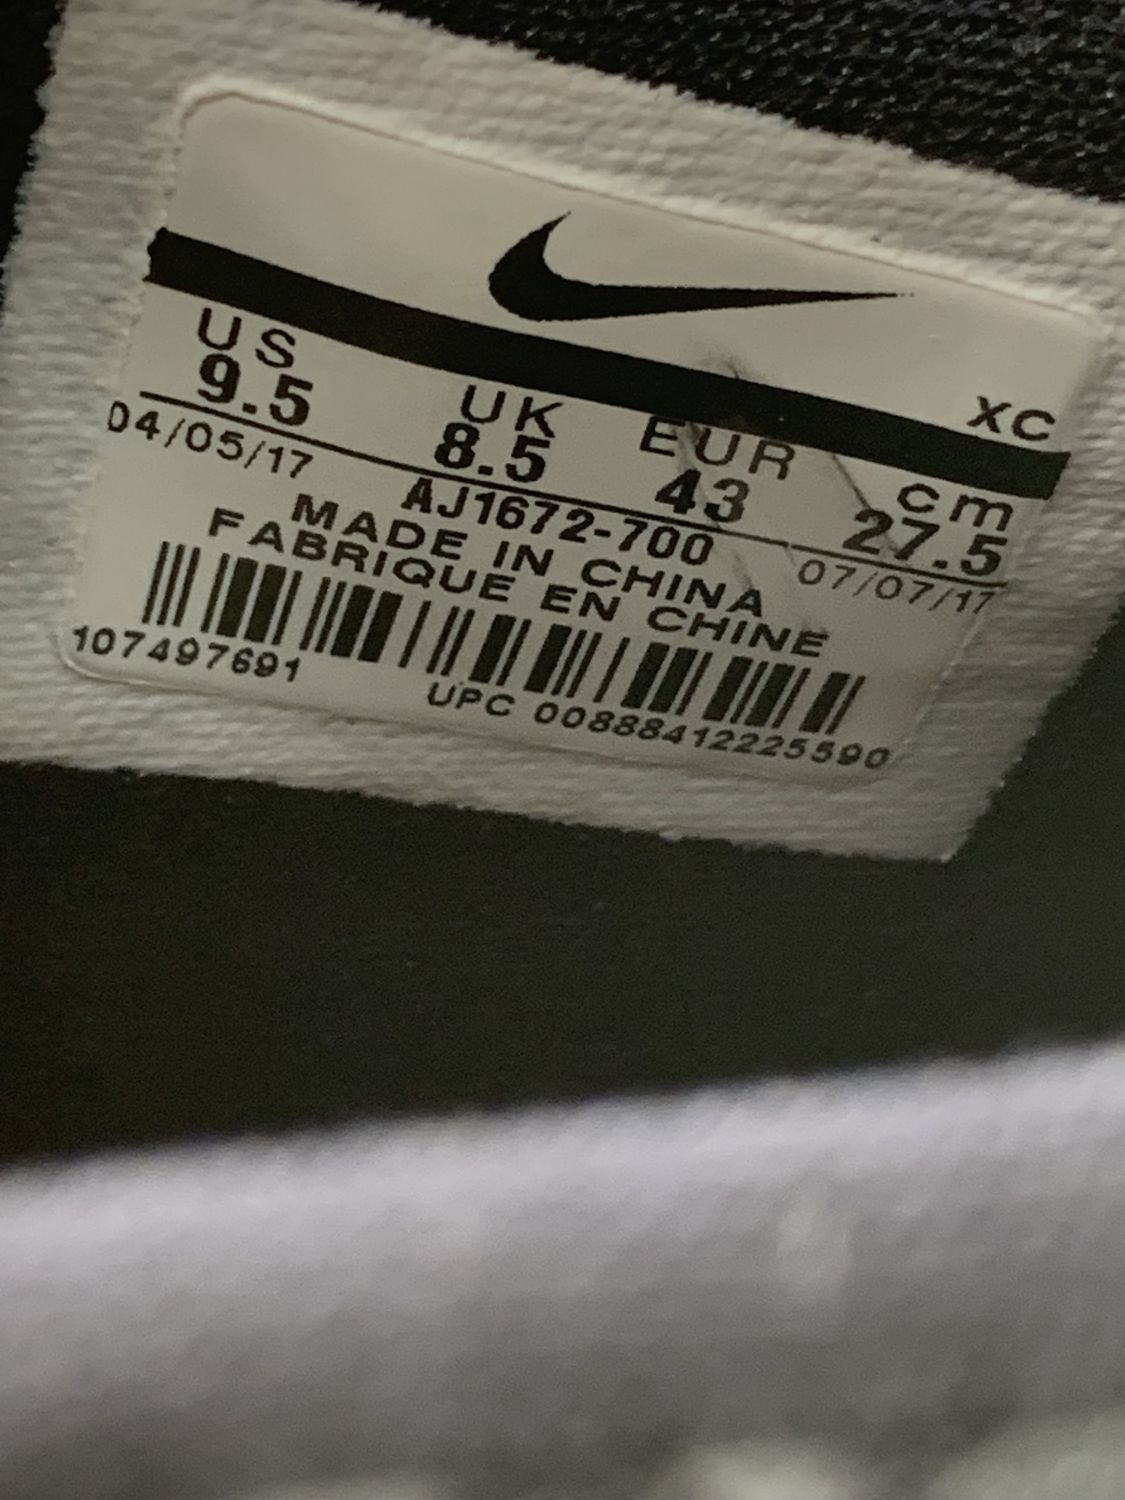 XC
US UK EUR cm
9.5 8.5 43 27.5
04/05/17 AJ1672-700 07/07/17
MADE IN CHINA
FABRIQUE EN CHINE
107497691 UPC 00888412225590